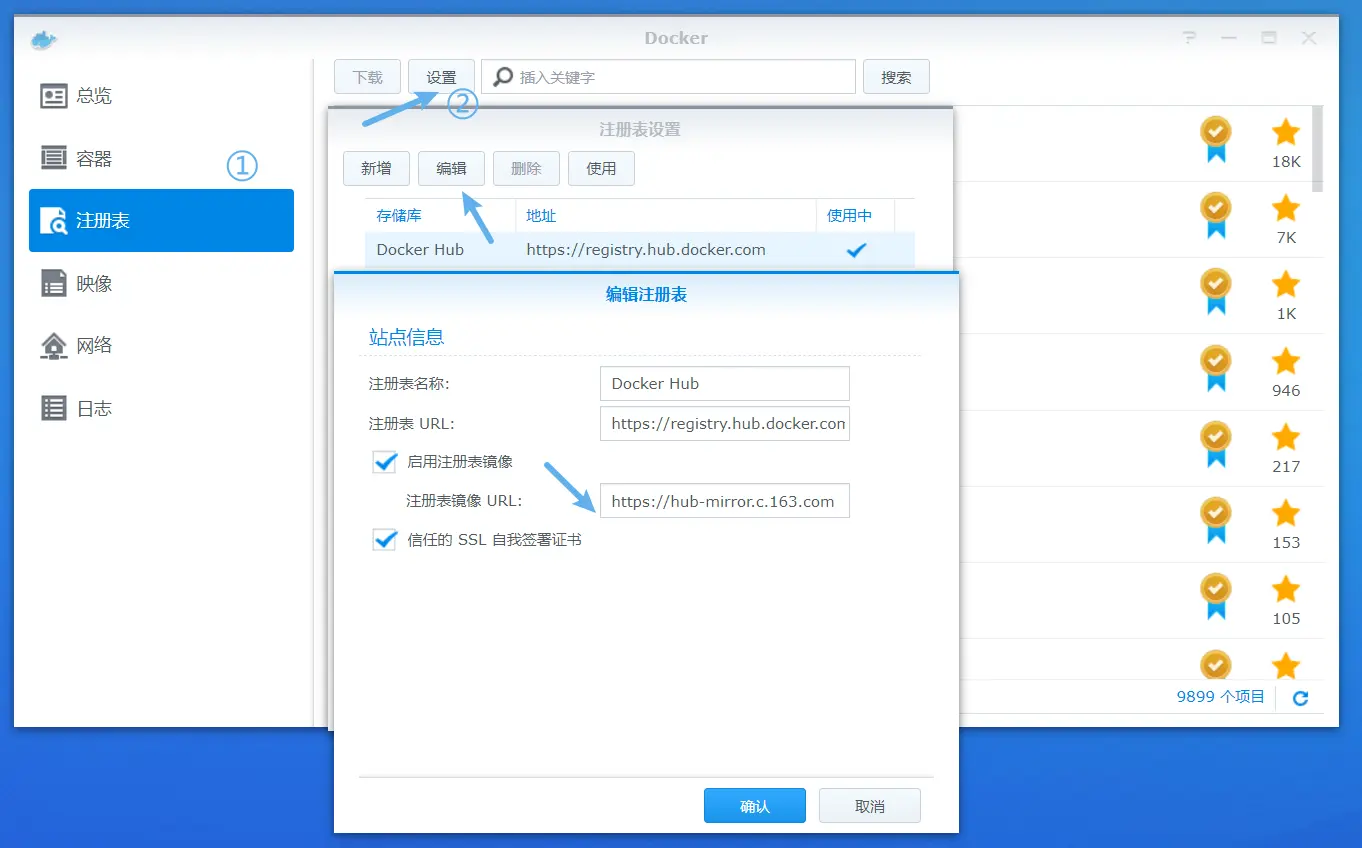 Docker
总览
容器
①
注册表
映像
网络
日志
下载 设置 插入关键字 搜索
②
注册表设置
新增 编辑 删除 使用
存储库 地址 使用中
Docker Hub https://registry.hub.docker.com
编辑注册表
站点信息
注册表名称: Docker Hub
注册表 URL: https://registry.hub.docker.con
启用注册表镜像
注册表镜像 URL: https://hub-mirror.c.163.com
信任的 SSL 自我签署证书
确认 取消
18K
7K
1K
946
217
153
105
9899 个项目